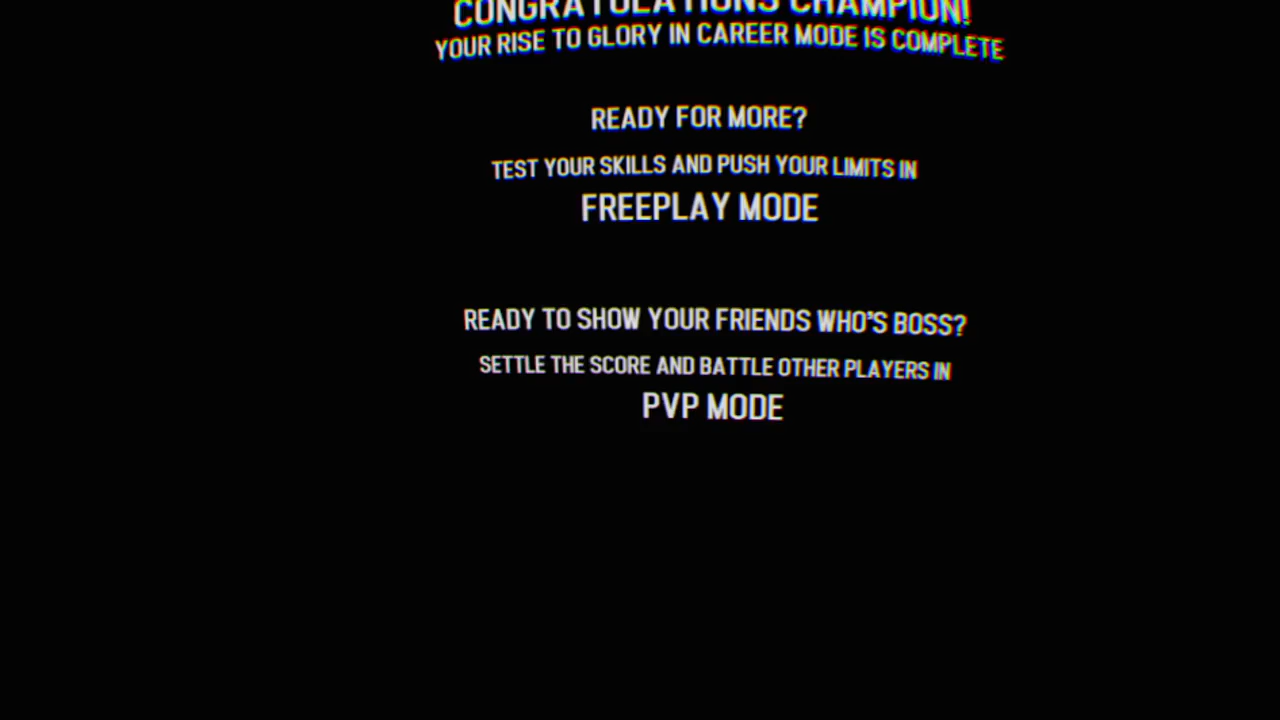 CONGRATULATIONS CHAMPION!
YOUR RISE TO GLORY IN CAREER MODE IS COMPLETE
READY FOR MORE?
TEST YOUR SKILLS AND PUSH YOUR LIMITS IN
FREEPLAY MODE
READY TO SHOW YOUR FRIENDS WHO'S BOSS?
SETTLE THE SCORE AND BATTLE OTHER PLAYERS IN
PVP MODE